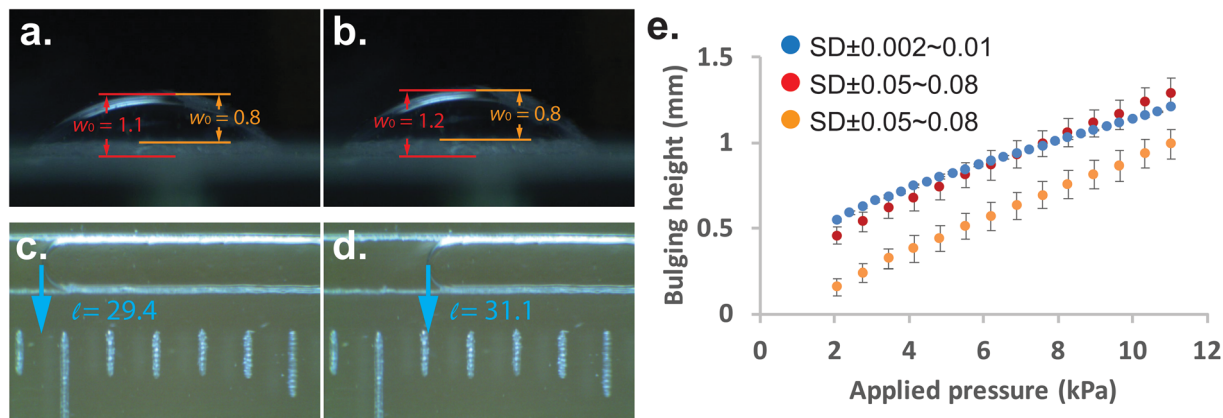 a.
w₀ = 1.1
w₀ = 0.8
b.
w₀ = 1.2
w₀ = 0.8
c.
ℓ = 29.4
d.
ℓ = 31.1
e.
SD±0.002~0.01
SD±0.05~0.08
SD±0.05~0.08
Bulging height (mm)
1.5
1
0.5
0
0 2 4 6 8 10 12
Applied pressure (kPa)